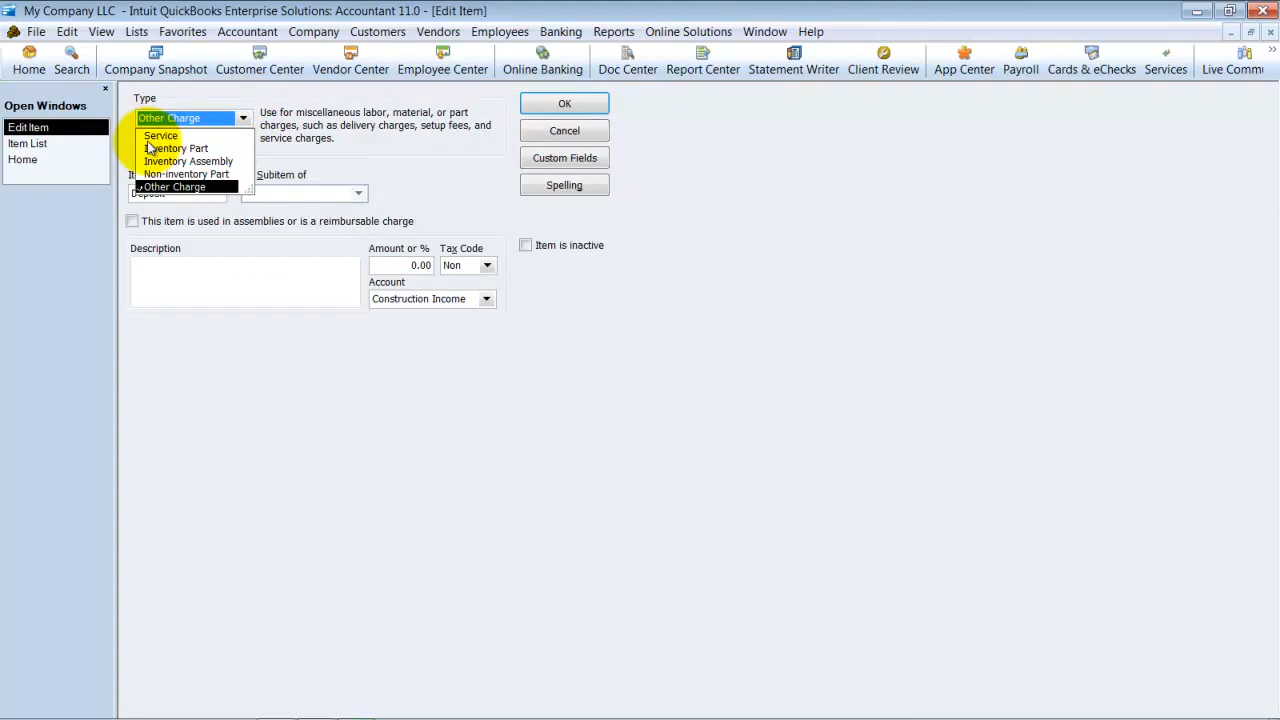 My Company LLC - Intuit QuickBooks Enterprise Solutions: Accountant 11.0 - [Edit Item]
File Edit View Lists Favorites Accountant Company Customers Vendors Employees Banking Reports Online Solutions Window Help
Home Search Company Snapshot Customer Center Vendor Center Employee Center Online Banking Doc Center Report Center Statement Writer Client Review App Center Payroll Cards & eChecks Services Live Commu
Open Windows
Edit Item
Item List
Home
Type
Other Charge
Service
Inventory Part
Inventory Assembly
Non-inventory Part
Other Charge
Use for miscellaneous labor, material, or part
charges, such as delivery charges, setup fees, and
service charges.
OK
Cancel
Custom Fields
Spelling
Subitem of
Deposit
This item is used in assemblies or is a reimbursable charge
Description
Amount or % Tax Code
0.00 Non
Account
Construction Income
Item is inactive